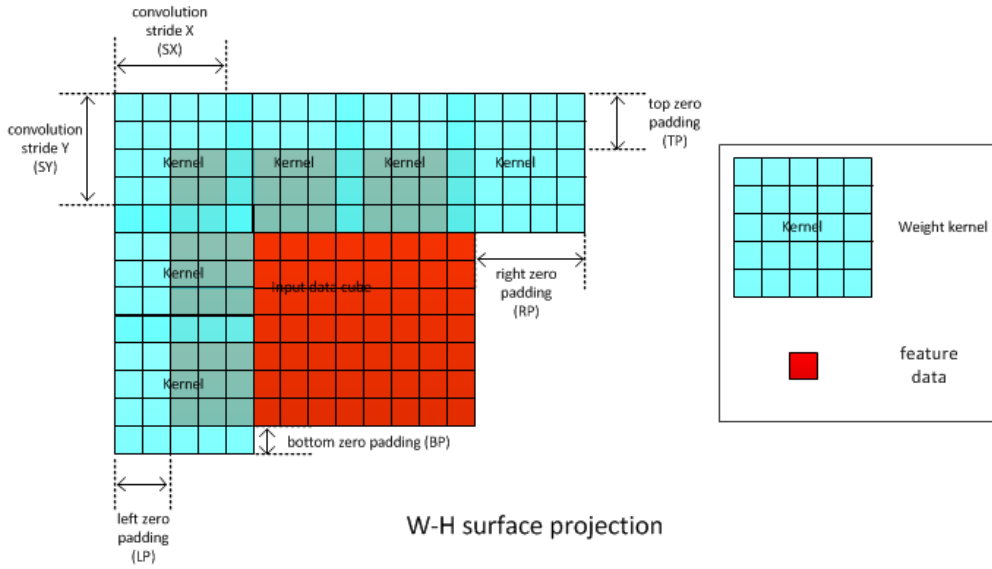 convolution
stride X
(SX)
convolution
stride Y
(SY)
top zero
padding
(TP)
Kernel
Kernel
Kernel
Kernel
Kernel
Weight kernel
Kernel
Input data cube
right zero
padding
(RP)
feature
data
Kernel
bottom zero padding (BP)
left zero
padding
(LP)
W-H surface projection